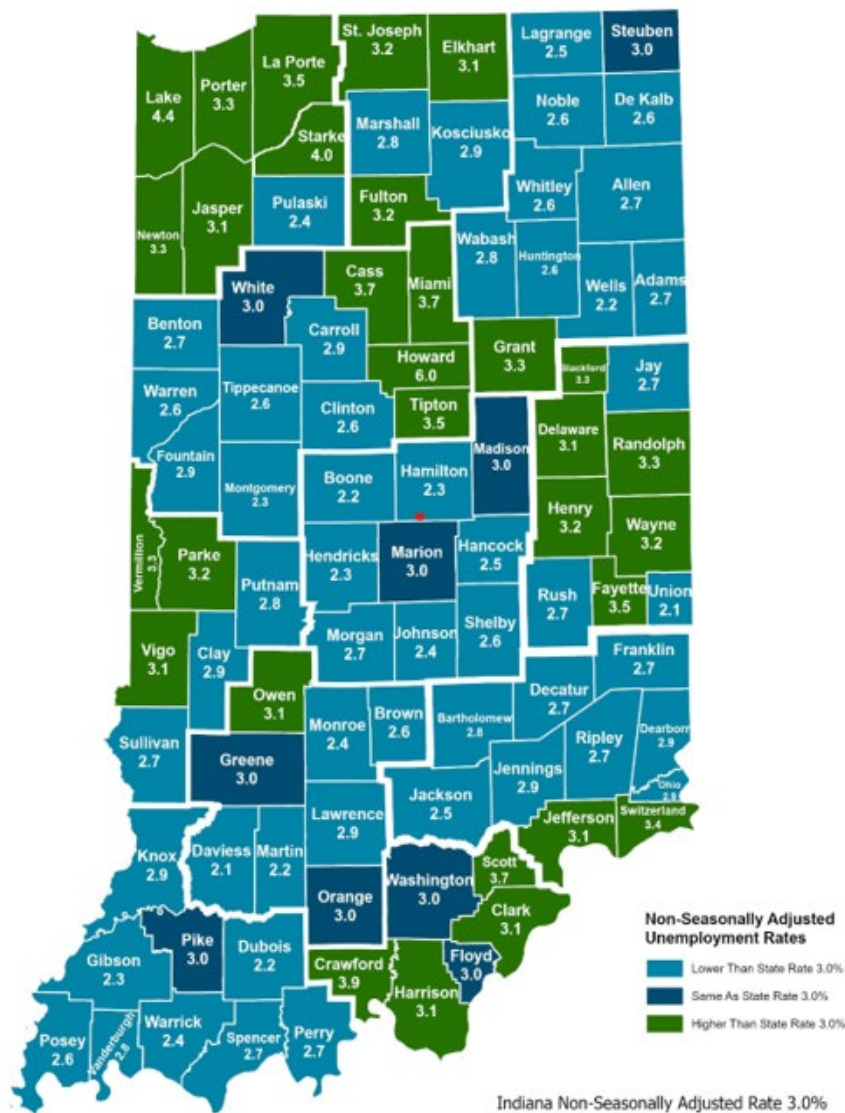 St. Joseph
3.2
Elkhart
3.1
Lagrange
2.5
Steuben
3.0
La Porte
3.5
Porter
3.3
Lake
4.4
Noble
2.6
De Kalb
2.6
Marshall
2.8
Kosciusko
2.9
Starke
4.0
Whitley
2.6
Allen
2.7
Jasper
3.1
Pulaski
2.4
Fulton
3.2
Newton
3.3
Wabash
2.8
Huntington
2.6
White
3.0
Cass
3.7
Miami
3.7
Wells
2.2
Adams
2.7
Benton
2.7
Carroll
2.9
Howard
6.0
Grant
3.3
Blackford
3.3
Jay
2.7
Warren
2.6
Tippecanoe
2.6
Clinton
2.6
Tipton
3.5
Fountain
2.9
Madison
3.0
Delaware
3.1
Randolph
3.3
Montgomery
2.3
Boone
2.2
Hamilton
2.3
Henry
3.2
Wayne
3.2
Vermillion
3.3
Parke
3.2
Putnam
2.8
Hendricks
2.3
Marion
3.0
Hancock
2.5
Rush
2.7
Fayette
3.5
Union
2.1
Vigo
3.1
Clay
2.9
Morgan
2.7
Johnson
2.4
Shelby
2.6
Franklin
2.7
Owen
3.1
Decatur
2.7
Sullivan
2.7
Greene
3.0
Monroe
2.4
Brown
2.6
Bartholomew
2.8
Ripley
2.7
Dearborn
2.9
Jennings
2.9
Ohio
2.9
Jackson
2.5
Lawrence
2.9
Jefferson
3.1
Switzerland
3.4
Knox
2.9
Daviess
2.1
Martin
2.2
Orange
3.0
Washington
3.0
Scott
3.7
Clark
3.1
Gibson
2.3
Pike
3.0
Dubois
2.2
Crawford
3.9
Harrison
3.1
Floyd
3.0
Posey
2.6
Vanderburgh
2.8
Warrick
2.4
Spencer
2.7
Perry
2.7
Non-Seasonally Adjusted
Unemployment Rates
Lower Than State Rate 3.0%
Same As State Rate 3.0%
Higher Than State Rate 3.0%
Indiana Non-Seasonally Adjusted Rate 3.0%